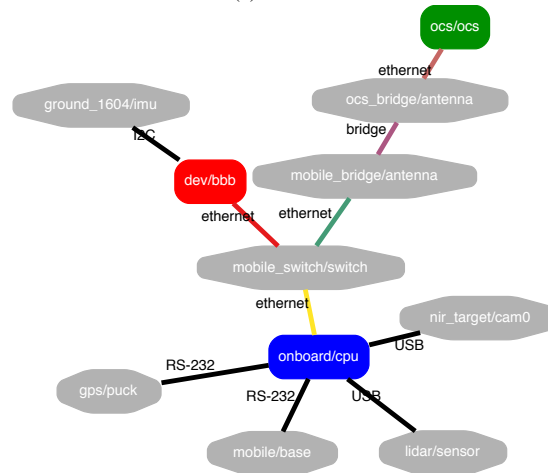 ocs/ocs
ethernet
ground_1604/imu
ocs_bridge/antenna
I2C
bridge
dev/bbb
mobile_bridge/antenna
ethernet
ethernet
mobile_switch/switch
ethernet
nir_target/cam0
onboard/cpu
USB
RS-232
gps/puck
RS-232
USB
mobile/base
lidar/sensor